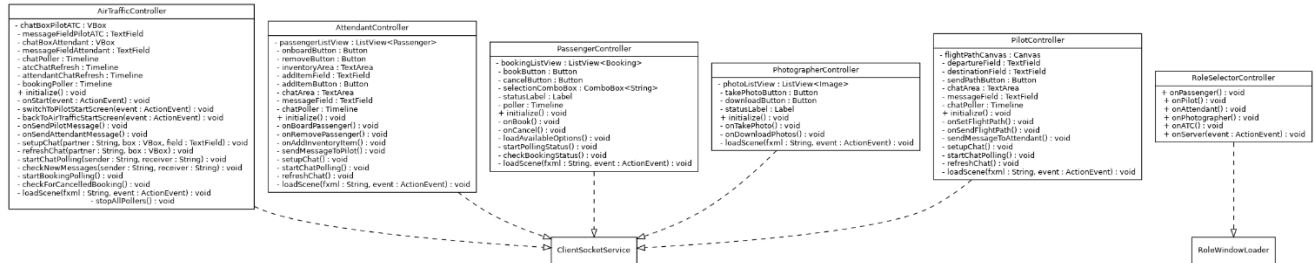 AirTrafficController
- chatBoxPilotATC : VBox
- messageFieldPilotATC : TextField
- chatBoxAttendant : VBox
- messageFieldAttendant : TextField
- chatPoller : Timeline
- atcChatRefresh : Timeline
- attendantChatRefresh : Timeline
- bookingPoller : Timeline
+ initialize() : void
- onStart(event : ActionEvent) : void
- switchToPilotStartScreen(event : ActionEvent) : void
- backToAirTrafficStartScreen(event : ActionEvent) : void
- onSendPilotMessage() : void
- onSendAttendantMessage() : void
- setupChat(partner : String, box : VBox, field : TextField) : void
- refreshChat(partner : String, box : VBox) : void
- startChatPolling(sender : String, receiver : String) : void
- checkNewMessages(sender : String, receiver : String) : void
- startBookingPolling() : void
- checkForCancelledBooking() : void
- loadScene(fxml : String, event : ActionEvent) : void
- stopAllPollers() : void
AttendantController
- passengerListView : ListView<Passenger>
- onboardButton : Button
- removeButton : Button
- inventoryArea : TextArea
- addItemField : TextField
- addItemButton : Button
- chatArea : TextArea
- messageField : TextField
- chatPoller : Timeline
+ initialize() : void
- onBoardPassenger() : void
- onRemovePassenger() : void
- onAddInventoryItem() : void
- sendMessageToPilot() : void
- setupChat() : void
- startChatPolling() : void
- refreshChat() : void
- loadScene(fxml : String, event : ActionEvent) : void
PassengerController
- bookingListView : ListView<Booking>
- bookButton : Button
- cancelButton : Button
- selectionComboBox : ComboBox<String>
- statusLabel : Label
- poller : Timeline
+ initialize() : void
- onBook() : void
- onCancel() : void
- loadAvailableOptions() : void
- startPollingStatus() : void
- checkBookingStatus() : void
- loadScene(fxml : String, event : ActionEvent) : void
PhotographerController
- photoListView : ListView<Image>
- takePhotoButton : Button
- downloadButton : Button
- statusLabel : Label
+ initialize() : void
- onTakePhoto() : void
- onDownloadPhotos() : void
- loadScene(fxml : String, event : ActionEvent) : void
PilotController
- flightPathCanvas : Canvas
- departureField : TextField
- destinationField : TextField
- sendPathButton : Button
- chatArea : TextArea
- messageField : TextField
- chatPoller : Timeline
+ initialize() : void
- onSetFlightPath() : void
- onSendFlightPath() : void
- sendMessageToAttendant() : void
- setupChat() : void
- startChatPolling() : void
- refreshChat() : void
- loadScene(fxml : String, event : ActionEvent) : void
RoleSelectorController
+ onPassenger() : void
+ onPilot() : void
+ onAttendant() : void
+ onPhotographer() : void
+ onATC() : void
+ onServer(event : ActionEvent) : void
ClientSocketService
RoleWindowLoader